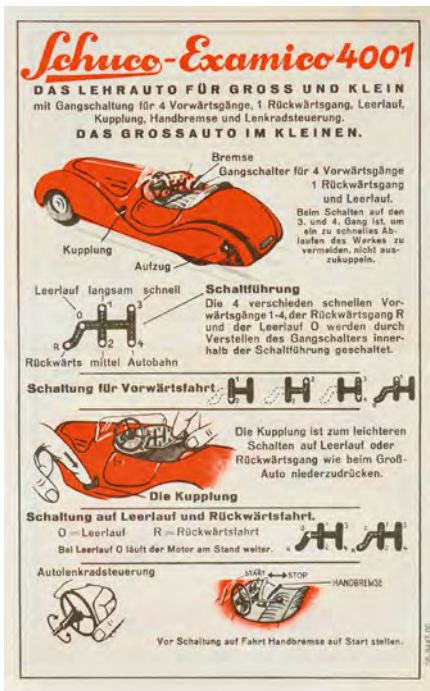 Schuco-Examico 4001
DAS LEHRAUTO FÜR GROSS UND KLEIN
mit Gangschaltung für 4 Vorwärtsgänge, 1 Rückwärtsgang, Leerlauf,
Kupplung, Handbremse und Lenkradsteuerung.
DAS GROSSAUTO IM KLEINEN.
Bremse
Gangschalter für 4 Vorwärtsgänge
1 Rückwärtsgang
und Leerlauf.
Beim Schalten auf den
3. und 4. Gang ist, um
ein zu schnelles Ab-
laufen des Werkes zu
vermeiden, nicht aus-
zukuppeln.
Kupplung
Aufzug
Leerlauf langsam schnell
O 1 3
R 2 4
Rückwärts mittel Autobahn
Schaltführung
Die 4 verschieden schnellen Vor-
wärtsgänge 1-4, der Rückwärtsgang R
und der Leerlauf O werden durch
Verstellen des Gangschalters inner-
halb der Schaltführung geschaltet.
Schaltung für Vorwärtsfahrt
Die Kupplung ist zum leichteren
Schalten auf Leerlauf oder
Rückwärtsgang wie beim Groß-
Auto niederzudrücken.
Die Kupplung
Schaltung auf Leerlauf und Rückwärtsfahrt.
O = Leerlauf R = Rückwärtsfahrt
Bei Leerlauf O läuft der Motor am Stand weiter.
Autolenkradsteuerung
START STOP
HANDBREMSE
Vor Schaltung auf Fahrt Handbremse auf Start stellen.